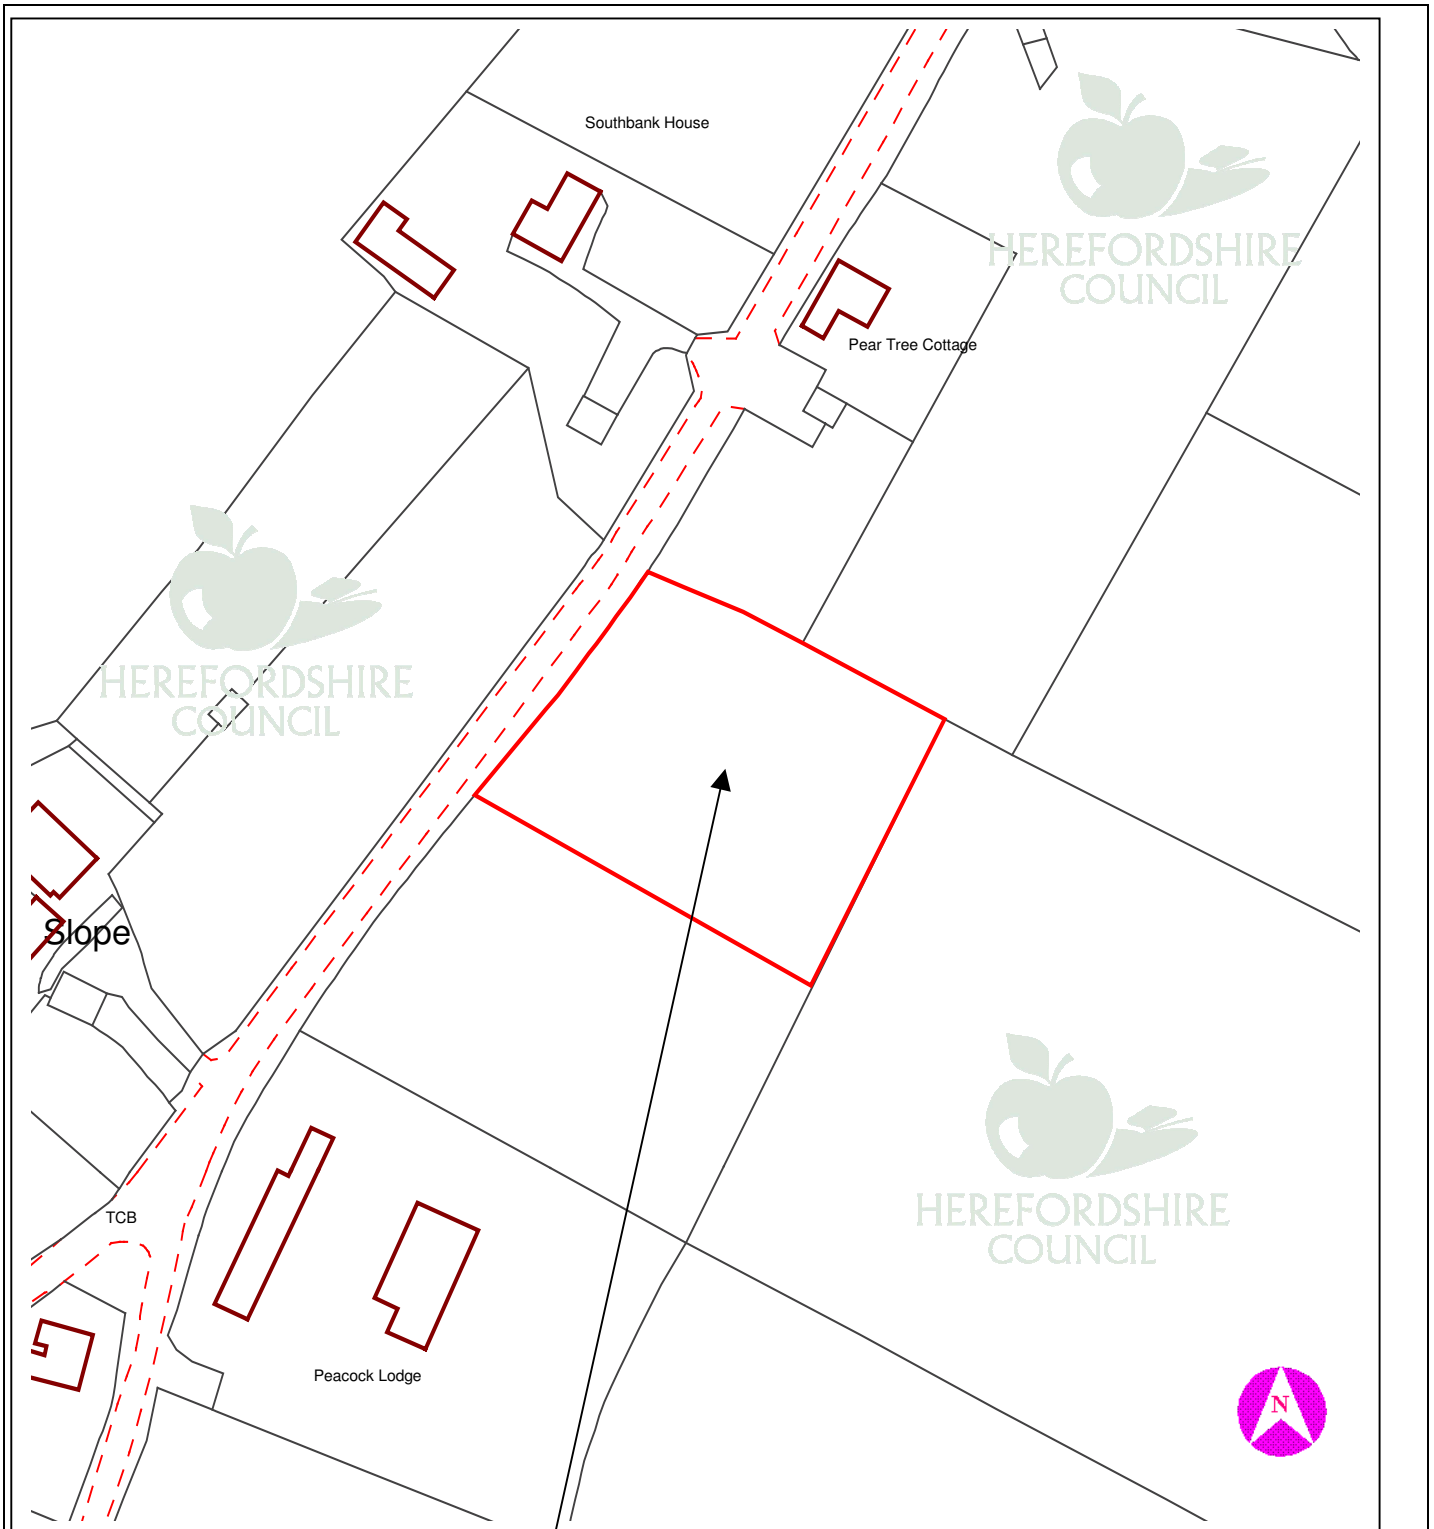 Southbank House
HEREFORDSHIRE
COUNCIL
Pear Tree Cottage
HEREFORDSHIRE
COUNCIL
Slope
HEREFORDSHIRE
COUNCIL
TCB
Peacock Lodge
N